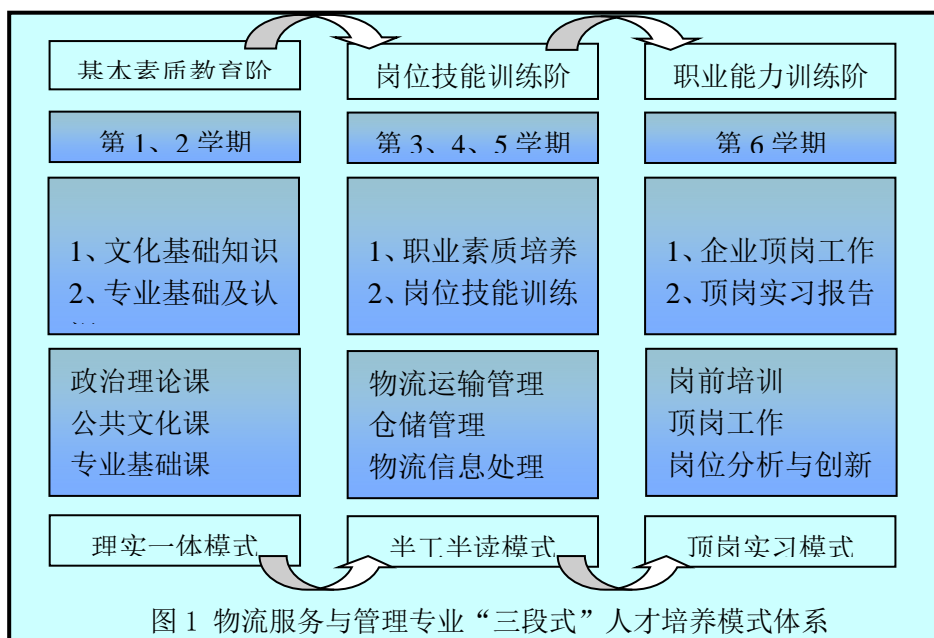 基本素质教育阶
岗位技能训练阶
职业能力训练阶
第 1、2 学期
第 3、4、5 学期
第 6 学期
1、文化基础知识
2、专业基础及认
1、职业素质培养
2、岗位技能训练
1、企业顶岗工作
2、顶岗实习报告
政治理论课
公共文化课
专业基础课
物流运输管理
仓储管理
物流信息处理
岗前培训
顶岗工作
岗位分析与创新
理实一体模式
半工半读模式
顶岗实习模式
图 1 物流服务与管理专业“三段式”人才培养模式体系